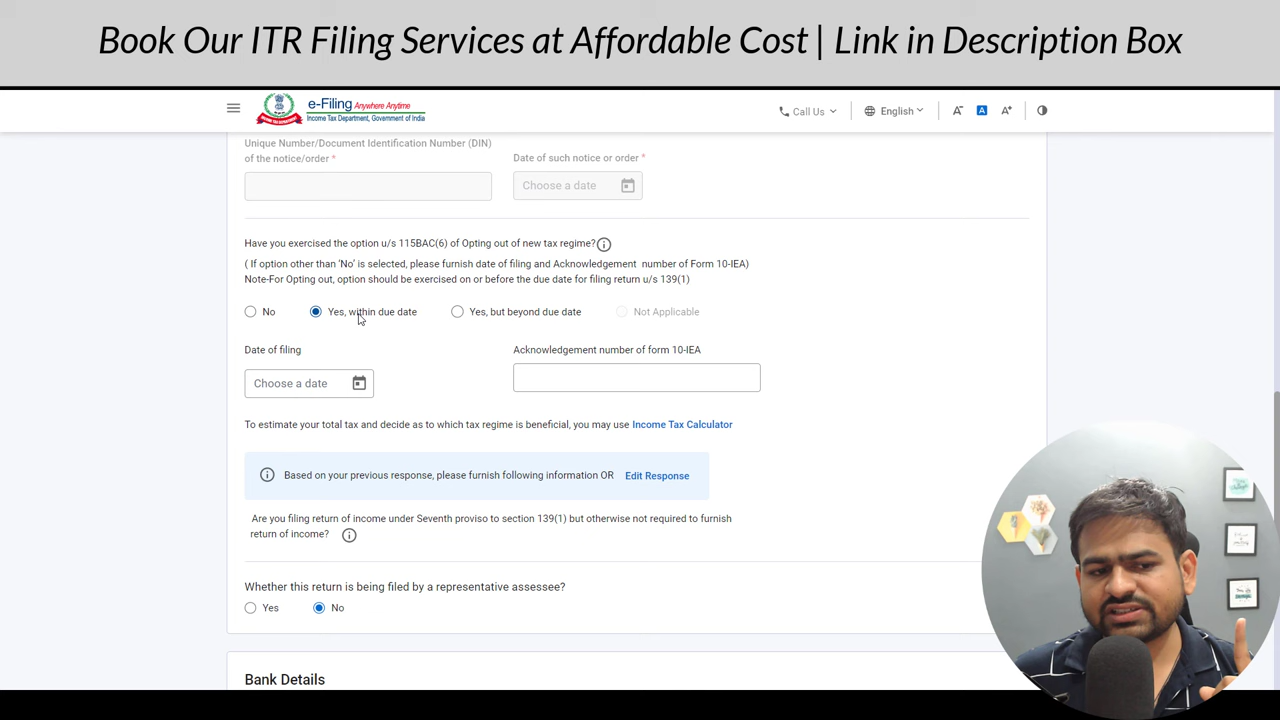 Book Our ITR Filing Services at Affordable Cost | Link in Description Box
e-Filing Anywhere Anytime
Income Tax Department, Government of India
Call Us
English
A-
A
A+
Unique Number/Document Identification Number (DIN)
of the notice/order *
Date of such notice or order *
Choose a date
Have you exercised the option u/s 115BAC(6) of Opting out of new tax regime?
( If option other than 'No' is selected, please furnish date of filing and Acknowledgement number of Form 10-IEA)
Note-For Opting out, option should be exercised on or before the due date for filing return u/s 139(1)
No
Yes, within due date
Yes, but beyond due date
Not Applicable
Date of filing
Acknowledgement number of form 10-IEA
Choose a date
To estimate your total tax and decide as to which tax regime is beneficial, you may use Income Tax Calculator
Based on your previous response, please furnish following information OR Edit Response
Are you filing return of income under Seventh proviso to section 139(1) but otherwise not required to furnish
return of income?
Whether this return is being filed by a representative assessee?
Yes
No
Bank Details